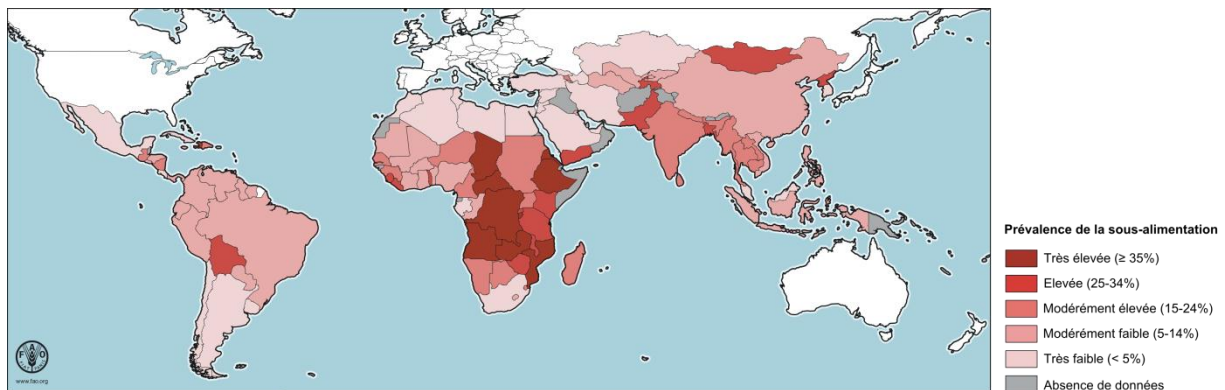 Prévalence de la sous-alimentation
Très élevée (≥ 35%)
Elevée (25-34%)
Modérément élevée (15-24%)
Modérément faible (5-14%)
Très faible (< 5%)
Absence de données
F A O
www.fao.org